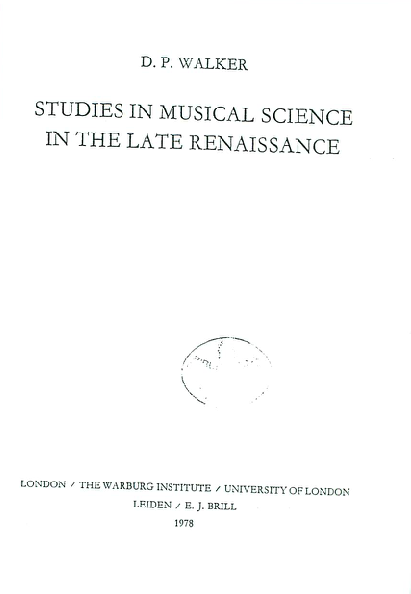 D. P. WALKER
STUDIES IN MUSICAL SCIENCE
IN THE LATE RENAISSANCE
LONDON / THE WARBURG INSTITUTE / UNIVERSITY OF LONDON
LEIDEN / E. J. BRILL
1978